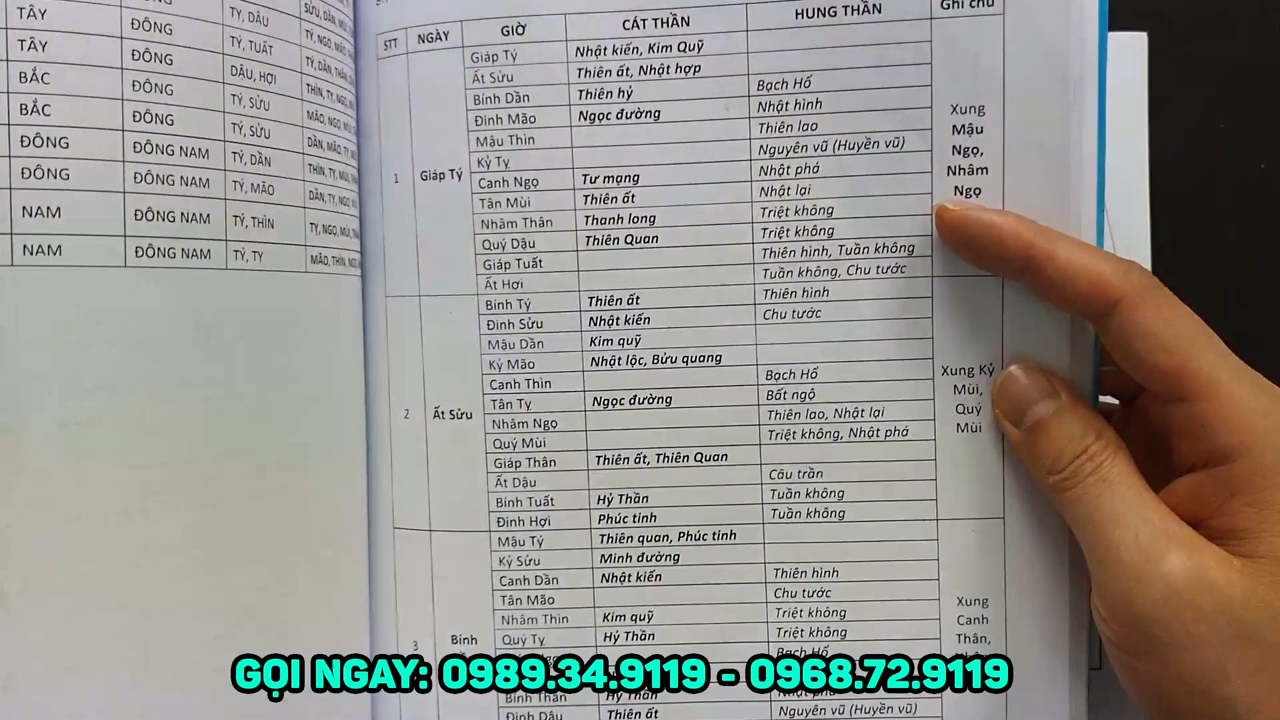 TÂY ĐÔNG TỴ, DẬU
TÂY ĐÔNG TÝ, TUẤT
BẮC ĐÔNG DẬU, HỢI
BẮC ĐÔNG TÝ, SỬU
ĐÔNG ĐÔNG NAM TÝ, SỬU
ĐÔNG ĐÔNG NAM TÝ, DẦN
NAM ĐÔNG NAM TÝ, MÃO
NAM ĐÔNG NAM TÝ, THÌN
TÝ, TY
STT NGÀY GIỜ CÁT THẦN HUNG THẦN Ghi chú
1 Giáp Tý
Giáp Tý Nhật kiến, Kim Quỹ
Ất Sửu Thiên ất, Nhật hợp
Bính Dần Thiên hỷ Bạch Hổ
Đinh Mão Ngọc đường Nhật hình
Mậu Thìn Thiên lao
Kỷ Tỵ Nguyên vũ (Huyền vũ)
Canh Ngọ Tư mạng Nhật phá
Tân Mùi Thiên ất Nhật lại
Nhâm Thân Thanh long Triệt không
Quý Dậu Thiên Quan Triệt không
Giáp Tuất Thiên hình, Tuần không
Ất Hợi Tuần không, Chu tước
Xung
Mậu
Ngọ,
Nhâm
Ngọ
2 Ất Sửu
Bính Tý Thiên ất Thiên hình
Đinh Sửu Nhật kiến Chu tước
Mậu Dần Kim quỹ
Kỷ Mão Nhật lộc, Bửu quang
Canh Thìn Bạch Hổ
Tân Tỵ Ngọc đường Bất ngộ
Nhâm Ngọ Thiên lao, Nhật lại
Quý Mùi Triệt không, Nhật phá
Giáp Thân Thiên ất, Thiên Quan
Ất Dậu Câu trần
Bính Tuất Hỷ Thần Tuần không
Đinh Hợi Phúc tinh Tuần không
Xung Kỷ
Mùi,
Quý
Mùi
3 Bính
Mậu Tý Thiên quan, Phúc tinh
Kỷ Sửu Minh đường
Canh Dần Nhật kiến Thiên hình
Tân Mão Chu tước
Nhâm Thìn Kim quỹ Triệt không
Quý Tỵ Hỷ Thần Triệt không
Bạch Hổ
Bính Thân Hỷ Thần Nhật phá
Đinh Dậu Thiên ất Nguyên vũ (Huyền vũ)
Xung
Canh
Thân,
GỌI NGAY: 0989.34.9119 - 0968.72.9119